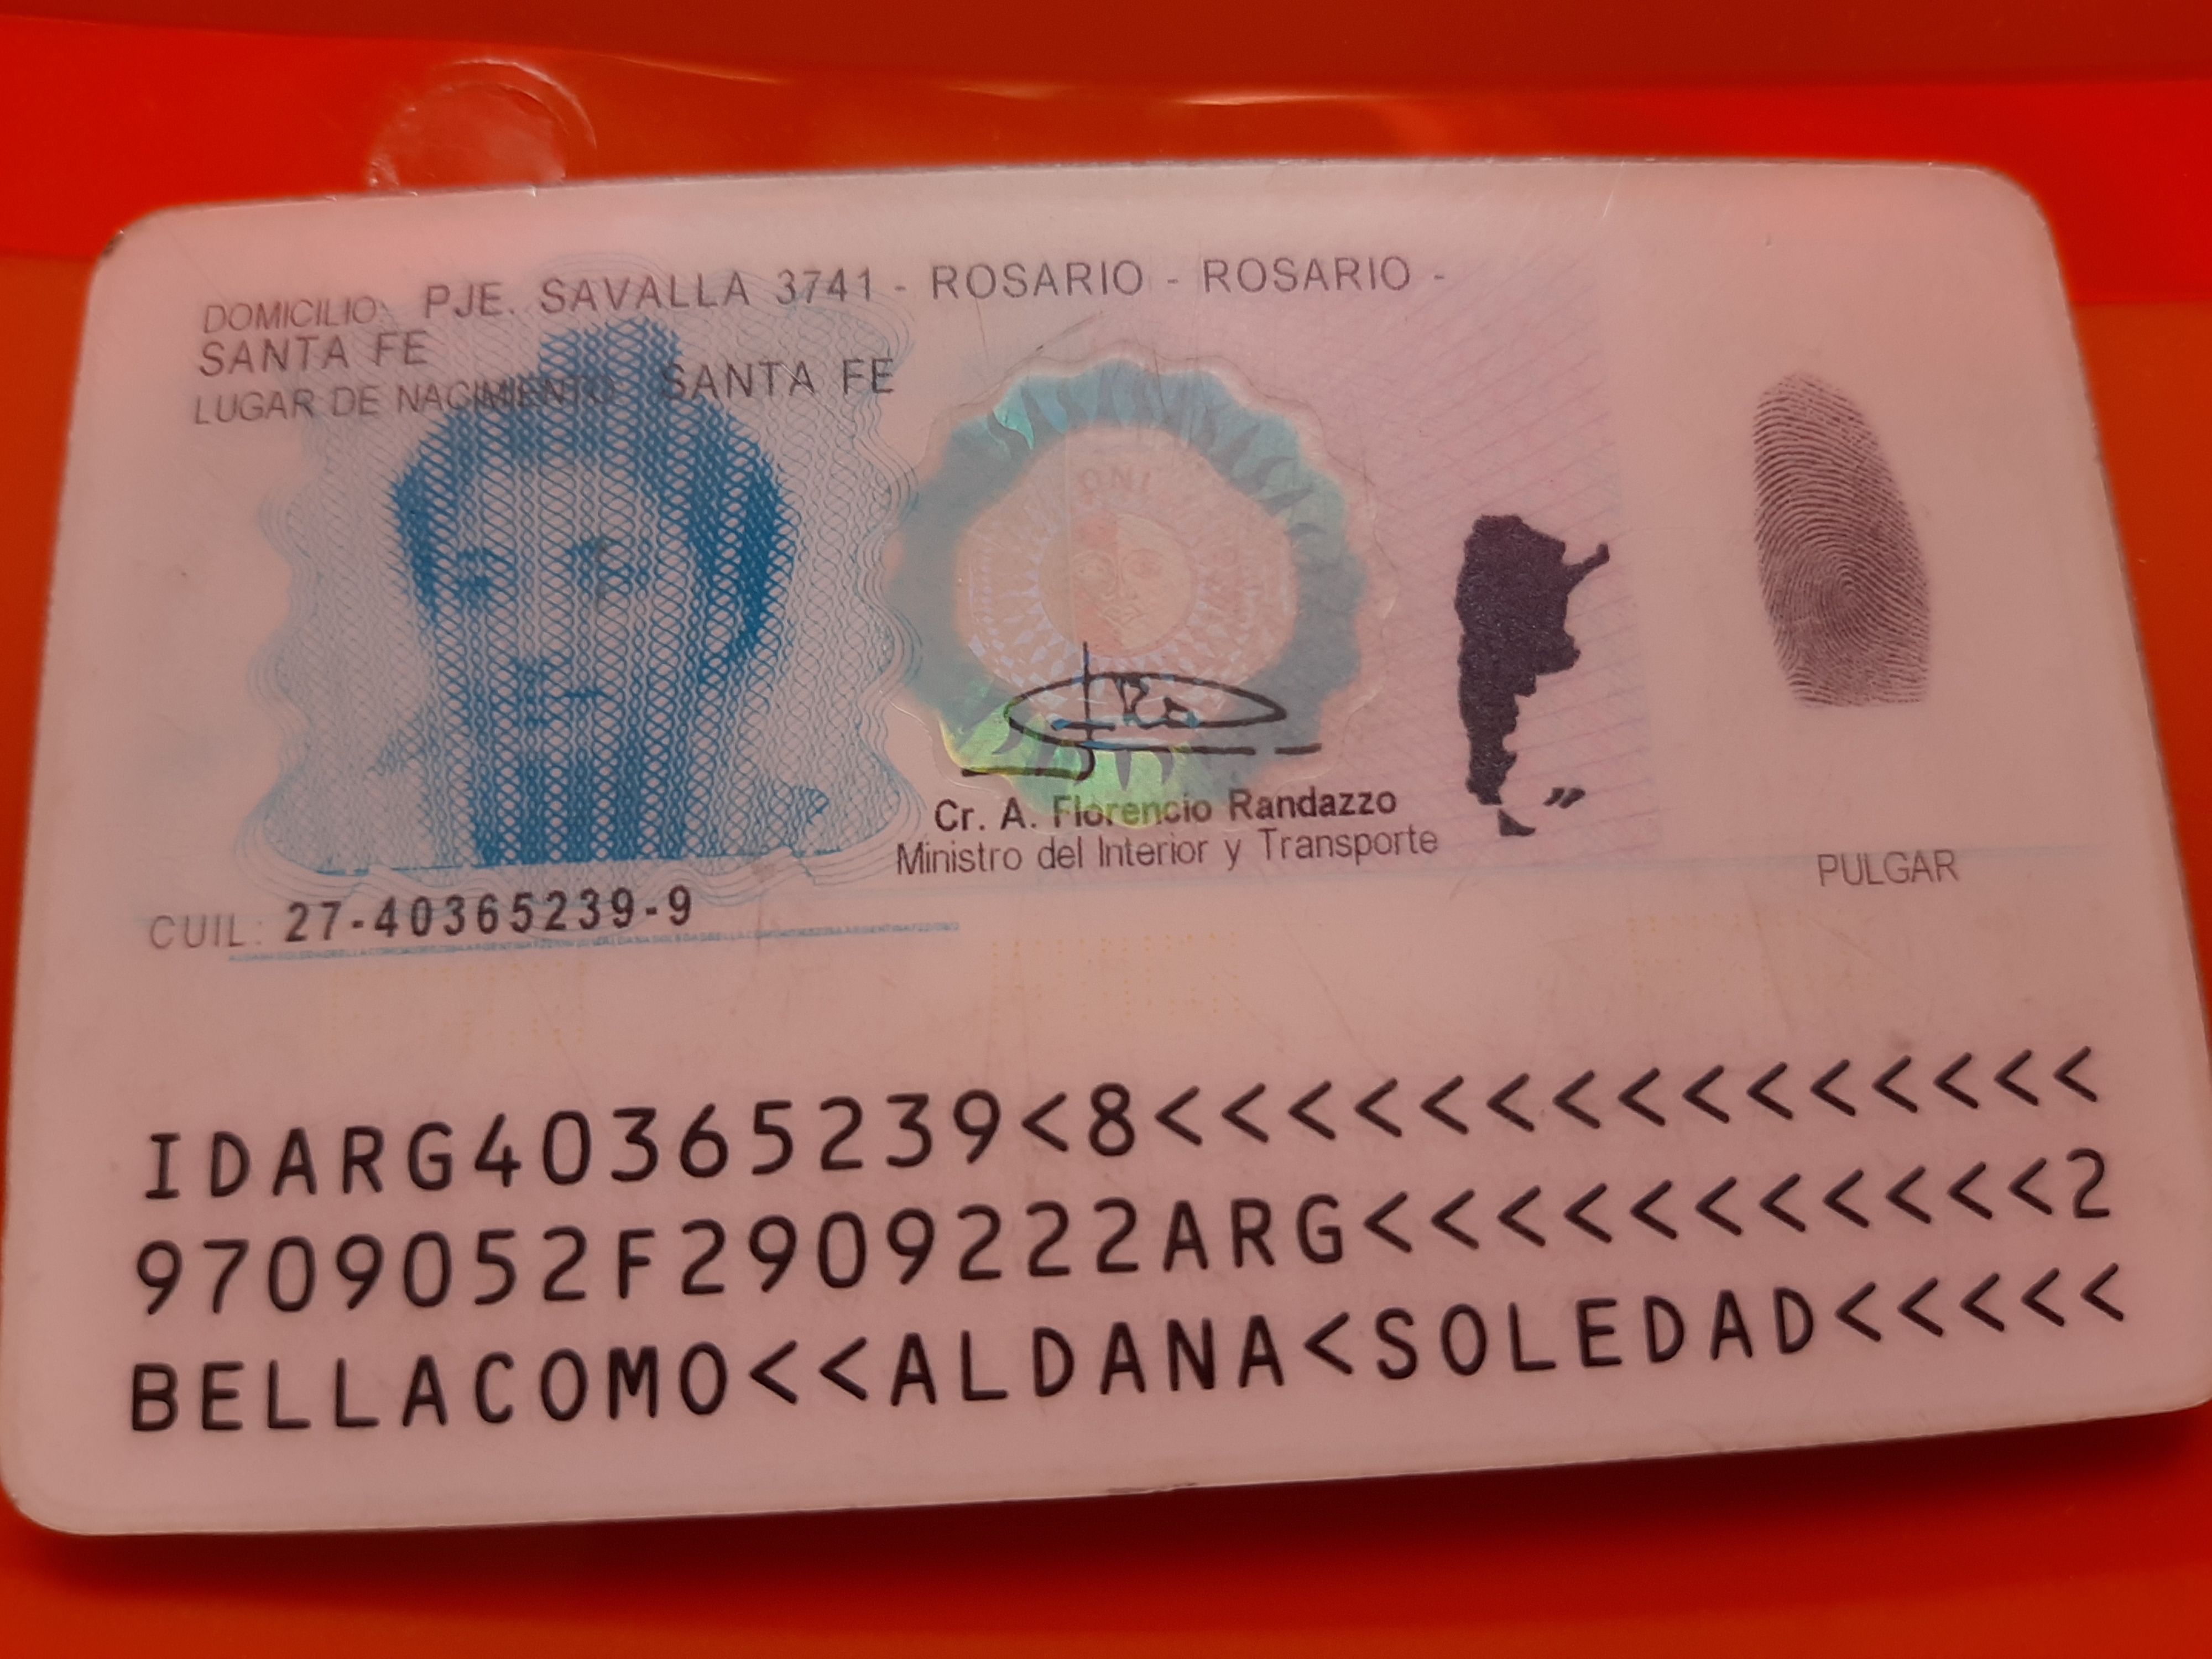 DOMICILIO: PJE. SAVALLA 3741 - ROSARIO - ROSARIO -
SANTA FE
LUGAR DE NACIMIENTO: SANTA FE
Cr. A. Florencio Randazzo
Ministro del Interior y Transporte
PULGAR
CUIL: 27-40365239-9
IDARG40365239<8<<<<<<<<<<<<<<<
9709052F2909222ARG<<<<<<<<<<<2
BELLACOMO<<ALDANA<SOLEDAD<<<<<